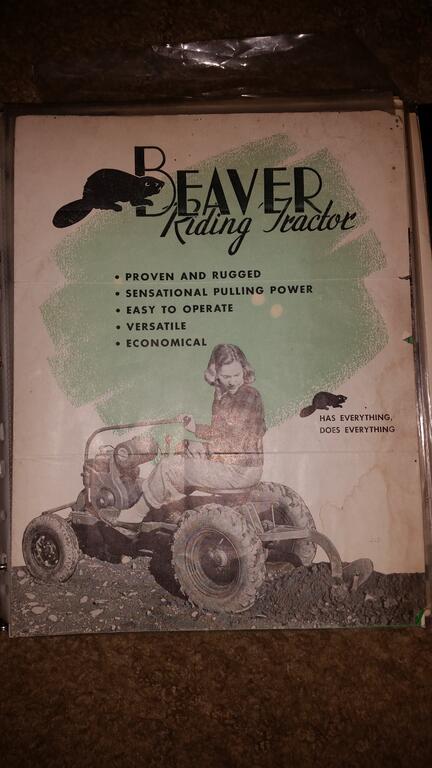 BEAVER
Riding Tractor
• PROVEN AND RUGGED
• SENSATIONAL PULLING POWER
• EASY TO OPERATE
• VERSATILE
• ECONOMICAL
HAS EVERYTHING,
DOES EVERYTHING